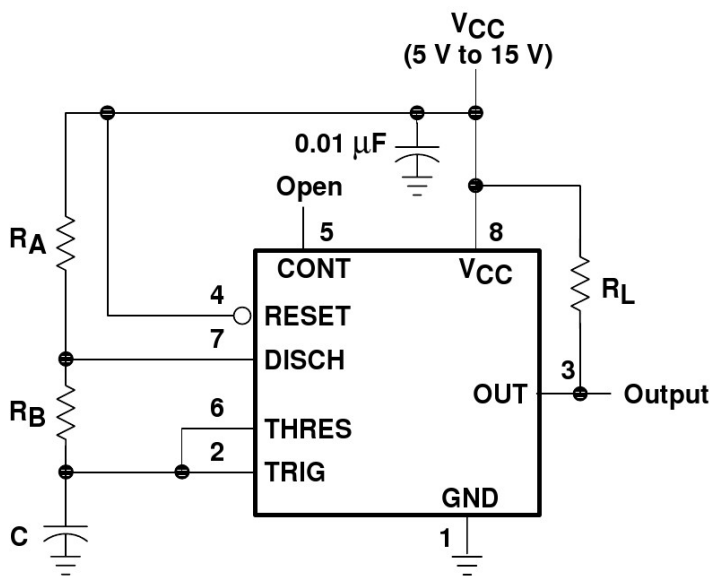 VCC
(5 V to 15 V)
0.01 μF
Open
5
8
RA
CONT
VCC
RL
4
RESET
7
DISCH
3
OUT
Output
RB
6
THRES
2
TRIG
GND
C
1